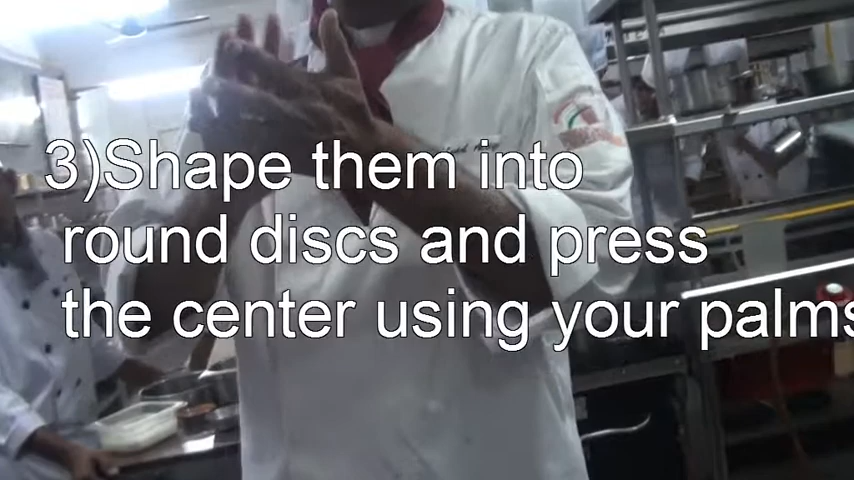 3)Shape them into
round discs and press
the center using your palms